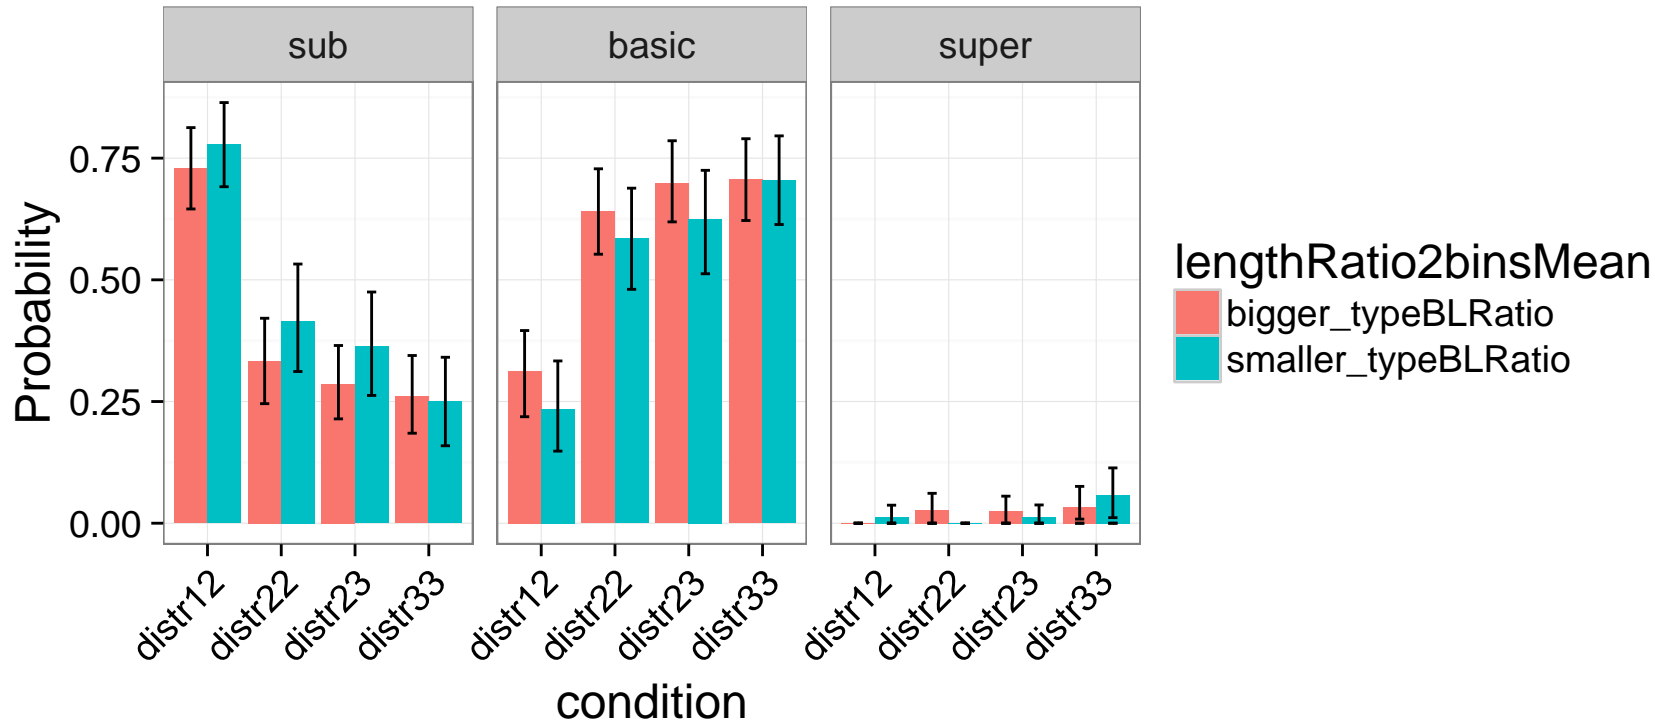 sub basic super
Probability
0.75
0.50
0.25
0.00
distr12 distr22 distr23 distr33 distr12 distr22 distr23 distr33 distr12 distr22 distr23 distr33
condition
lengthRatio2binsMean
bigger_typeBLRatio
smaller_typeBLRatio